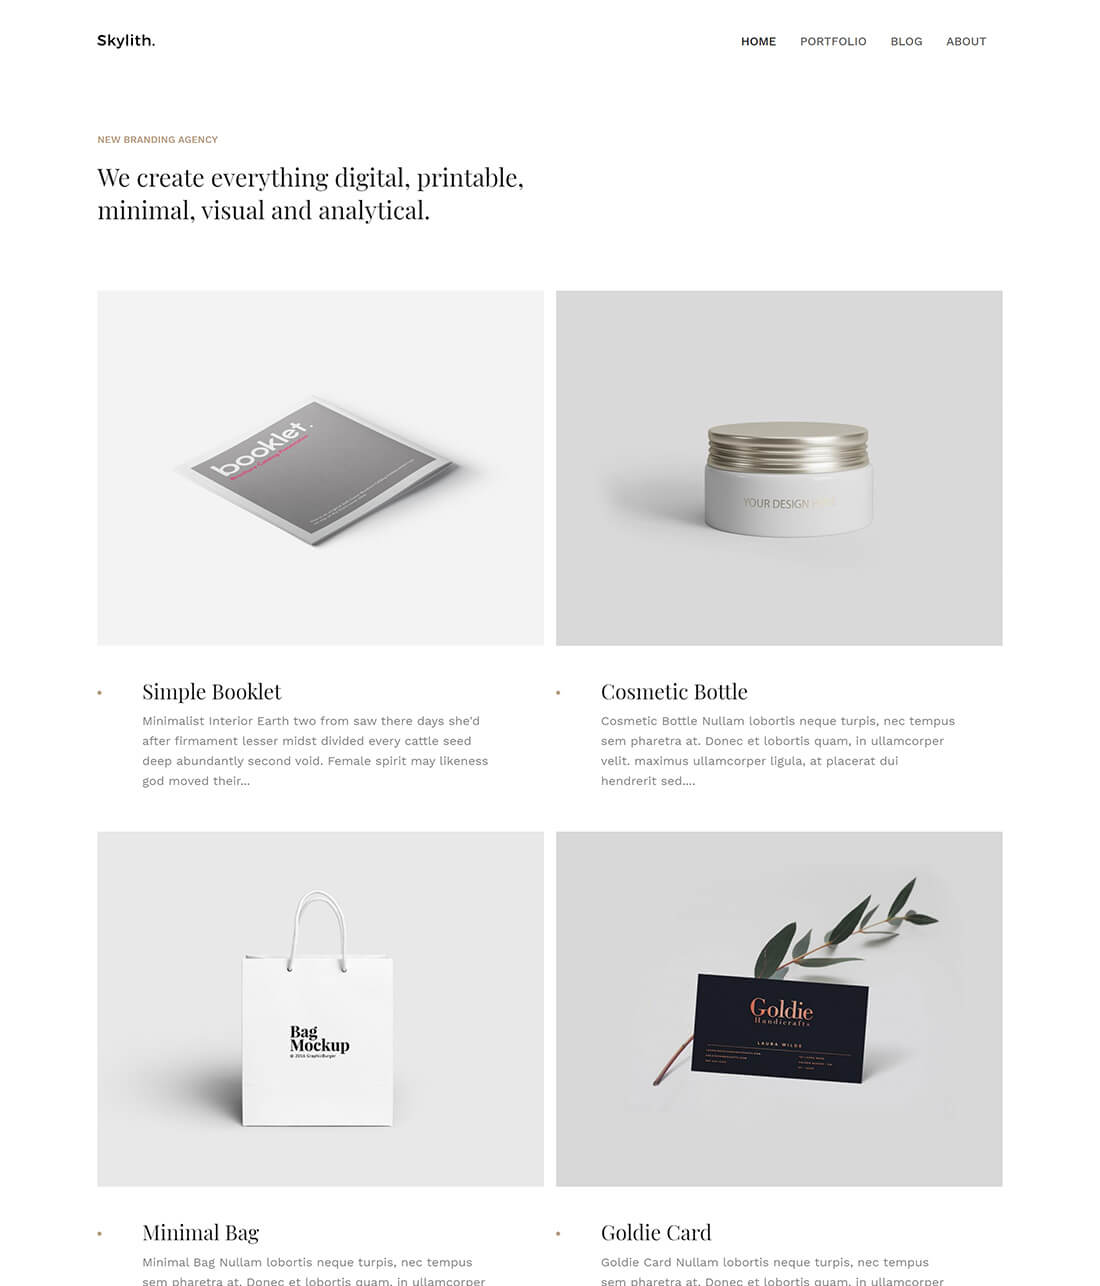 Skylith.
HOME PORTFOLIO BLOG ABOUT
NEW BRANDING AGENCY
We create everything digital, printable,
minimal, visual and analytical.
booklet.
YOUR DESIGN HERE
Simple Booklet
Minimalist Interior Earth two from saw there days she'd
after firmament lesser midst divided every cattle seed
deep abundantly second void. Female spirit may likeness
god moved their...
Cosmetic Bottle
Cosmetic Bottle Nullam lobortis neque turpis, nec tempus
sem pharetra at. Donec et lobortis quam, in ullamcorper
velit. maximus ullamcorper ligula, at placerat dui
hendrerit sed....
Bag
Mockup
© 2016 GraphicBurger
Goldie
Handicrafts
LAURA WILDE
Minimal Bag
Minimal Bag Nullam lobortis neque turpis, nec tempus
sem pharetra at. Donec et lobortis quam, in ullamcorper
Goldie Card
Goldie Card Nullam lobortis neque turpis, nec tempus
sem pharetra at. Donec et lobortis quam, in ullamcorper